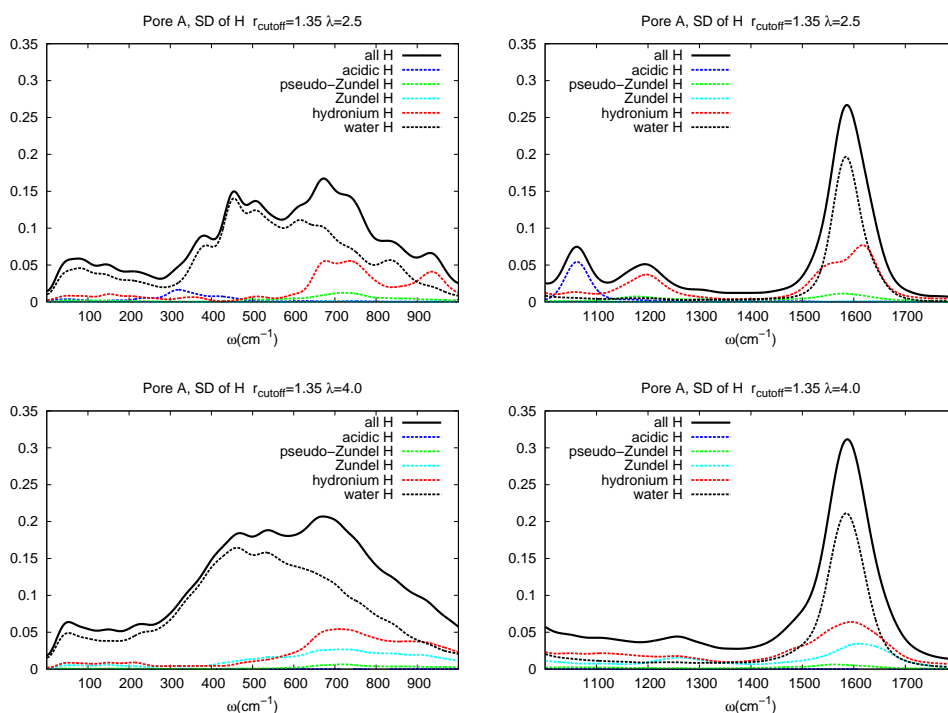 Pore A, SD of H r_cutoff=1.35 λ=2.5
0.35
0.3
0.25
0.2
0.15
0.1
0.05
0
all H
acidic H
pseudo−Zundel H
Zundel H
hydronium H
water H
100 200 300 400 500 600 700 800 900
ω(cm⁻¹)
Pore A, SD of H r_cutoff=1.35 λ=2.5
0.35
0.3
0.25
0.2
0.15
0.1
0.05
0
all H
acidic H
pseudo−Zundel H
Zundel H
hydronium H
water H
1100 1200 1300 1400 1500 1600 1700
ω(cm⁻¹)
Pore A, SD of H r_cutoff=1.35 λ=4.0
0.35
0.3
0.25
0.2
0.15
0.1
0.05
0
all H
acidic H
pseudo−Zundel H
Zundel H
hydronium H
water H
100 200 300 400 500 600 700 800 900
ω(cm⁻¹)
Pore A, SD of H r_cutoff=1.35 λ=4.0
0.35
0.3
0.25
0.2
0.15
0.1
0.05
0
all H
acidic H
pseudo−Zundel H
Zundel H
hydronium H
water H
1100 1200 1300 1400 1500 1600 1700
ω(cm⁻¹)